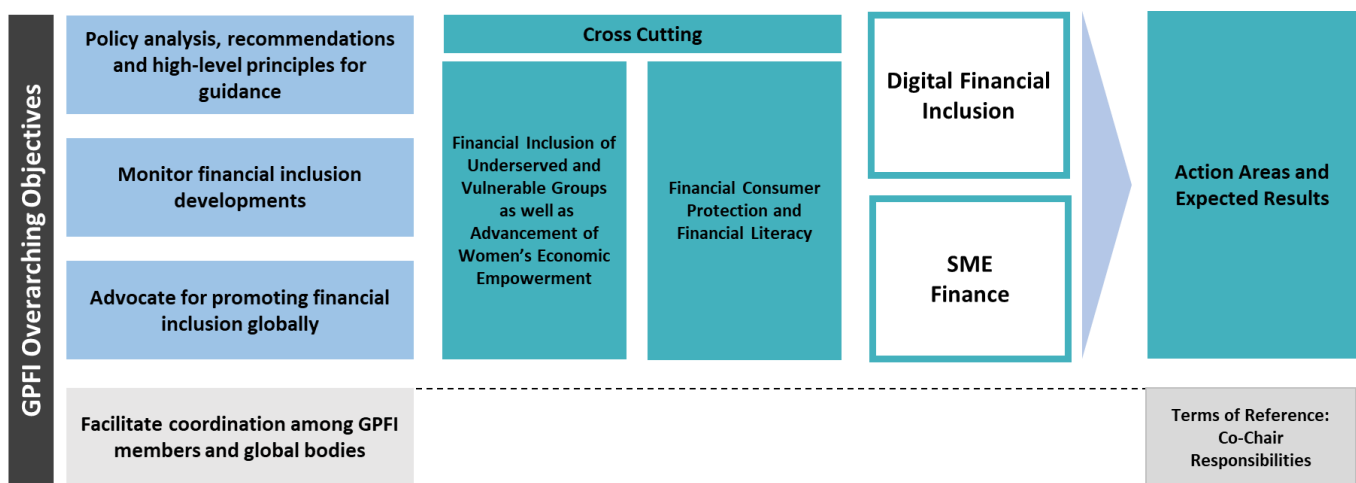 GPFI Overarching Objectives
Policy analysis, recommendations
and high-level principles for
guidance
Monitor financial inclusion
developments
Advocate for promoting financial
inclusion globally
Facilitate coordination among GPFI
members and global bodies
Cross Cutting
Financial Inclusion of
Underserved and
Vulnerable Groups
as well as
Advancement of
Women’s Economic
Empowerment
Financial Consumer
Protection and
Financial Literacy
Digital Financial
Inclusion
SME
Finance
Action Areas and
Expected Results
Terms of Reference:
Co-Chair
Responsibilities